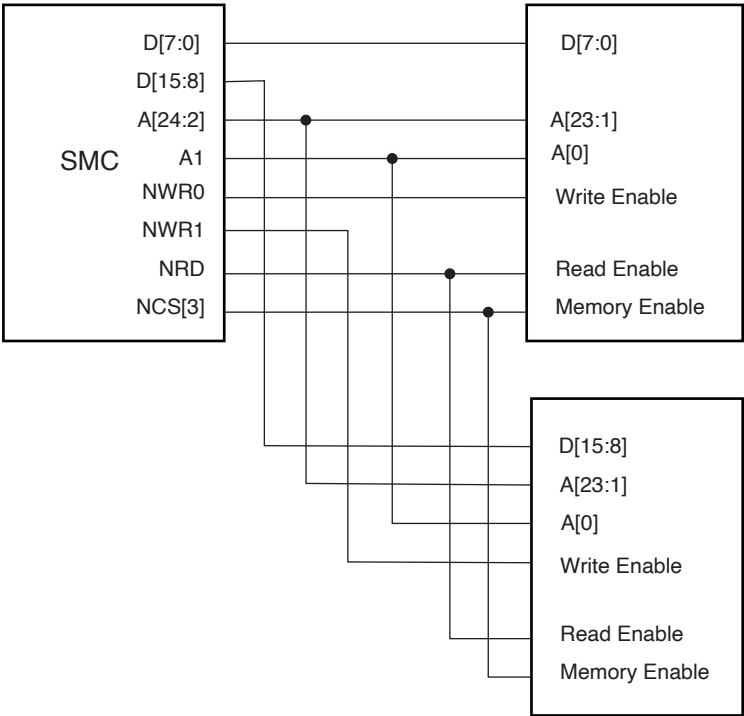 D[7:0]
D[15:8]
A[24:2]
SMC
A1
NWR0
NWR1
NRD
NCS[3]
D[7:0]
A[23:1]
A[0]
Write Enable
Read Enable
Memory Enable
D[15:8]
A[23:1]
A[0]
Write Enable
Read Enable
Memory Enable